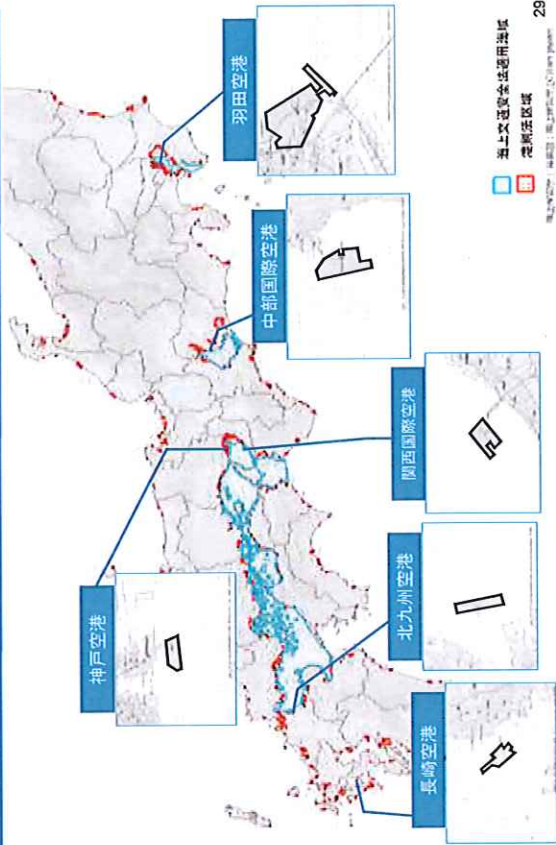 神戸空港
羽田空港
中部国際空港
関西国際空港
北九州空港
長崎空港
海上交通安全法適用海域
港則法区域
29